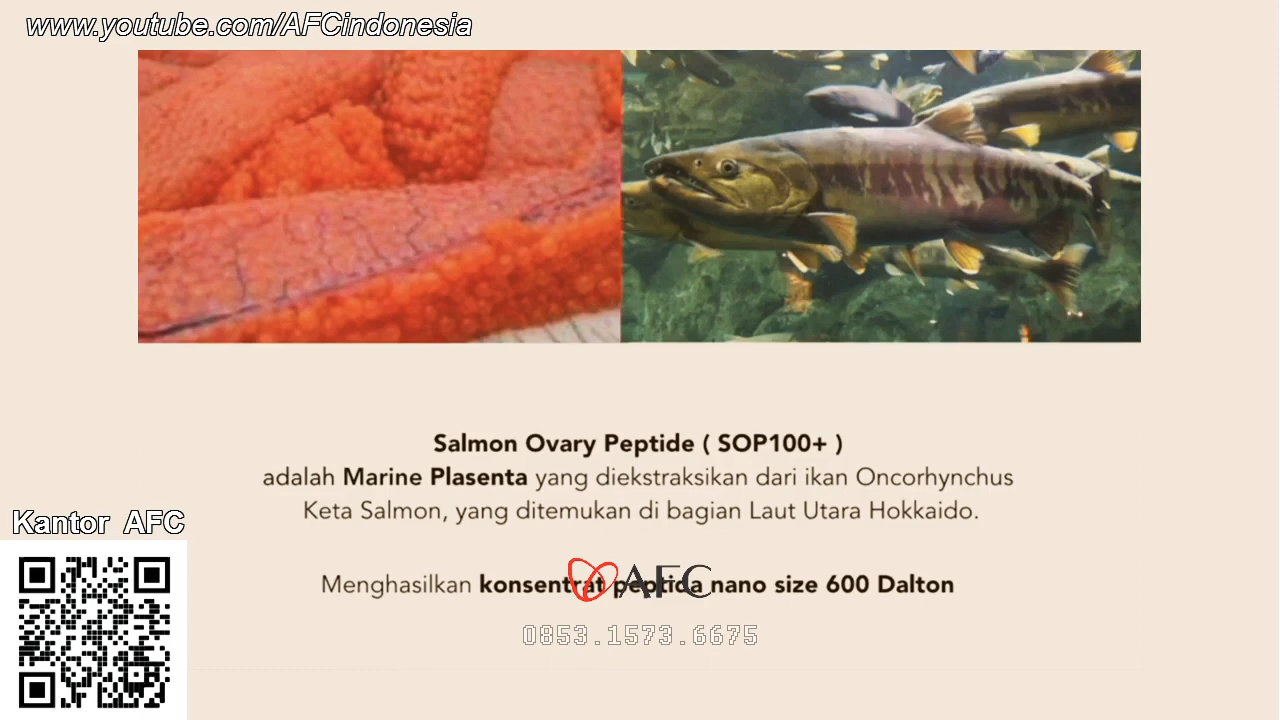 www.youtube.com/AFCindonesia
Salmon Ovary Peptide ( SOP100+ )
adalah Marine Plasenta yang diekstraksikan dari ikan Oncorhynchus
Keta Salmon, yang ditemukan di bagian Laut Utara Hokkaido.
Kantor AFC
Menghasilkan konsentrat peptida nano size 600 Dalton
AFC
0853.1573.6675